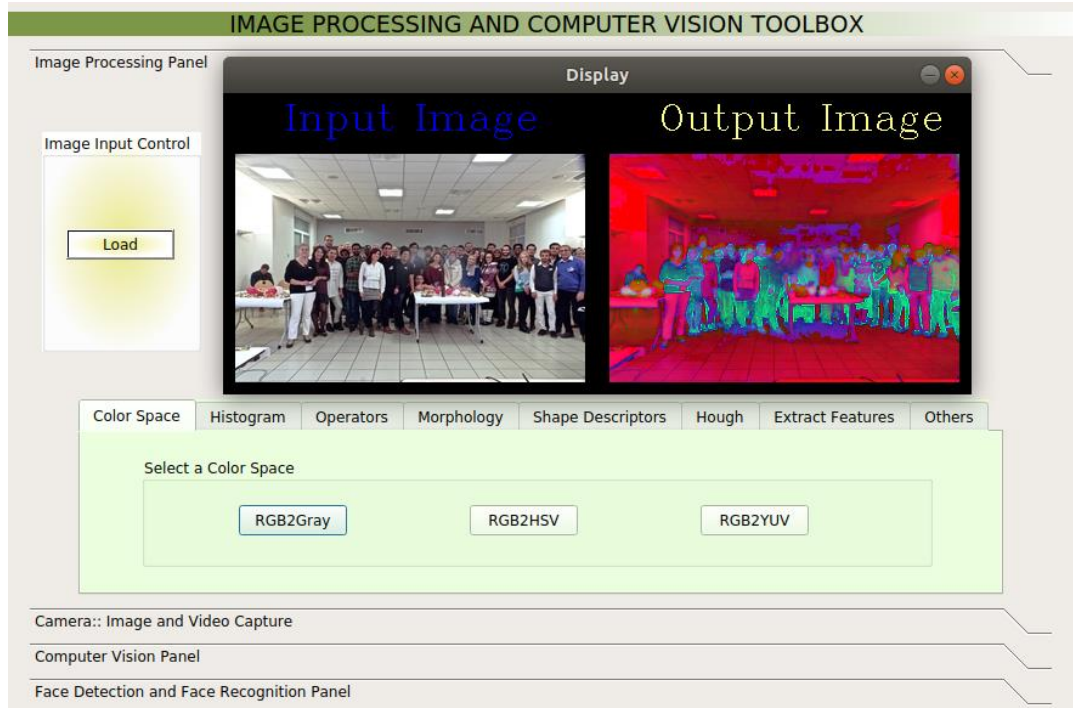 IMAGE PROCESSING AND COMPUTER VISION TOOLBOX
Image Processing Panel
Display
Input Image
Output Image
Image Input Control
Load
Color Space
Histogram
Operators
Morphology
Shape Descriptors
Hough
Extract Features
Others
Select a Color Space
RGB2Gray
RGB2HSV
RGB2YUV
Camera:: Image and Video Capture
Computer Vision Panel
Face Detection and Face Recognition Panel